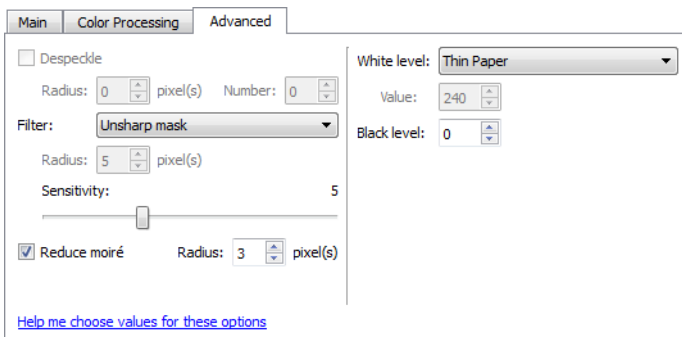 Main Color Processing Advanced
Despeckle
Radius: 0 pixel(s) Number: 0
Filter: Unsharp mask
Radius: 5 pixel(s)
Sensitivity: 5
Reduce moiré Radius: 3 pixel(s)
Help me choose values for these options
White level: Thin Paper
Value: 240
Black level: 0